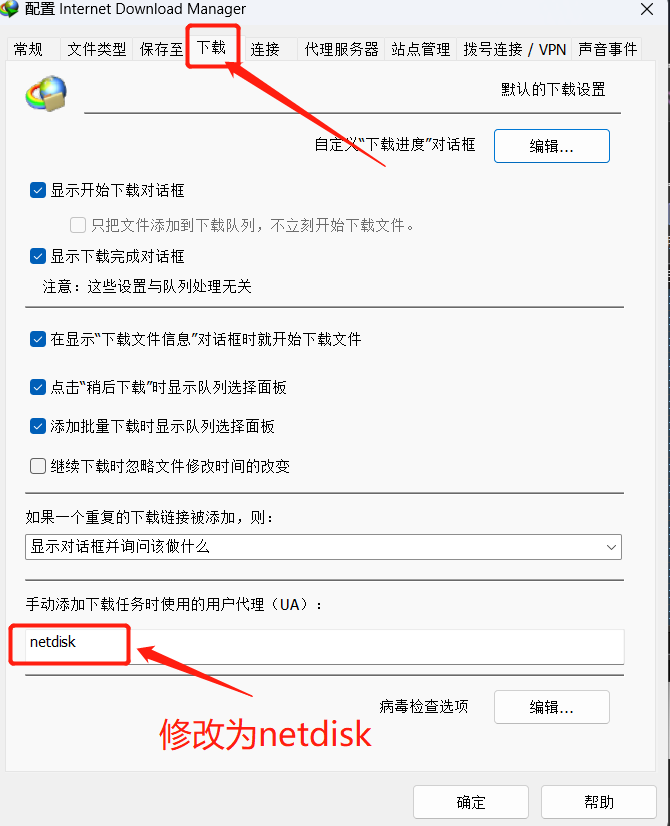 配置 Internet Download Manager
常规 文件类型 保存至 下载 连接 代理服务器 站点管理 拨号连接 / VPN 声音事件
默认的下载设置
自定义“下载进度”对话框 编辑...
显示开始下载对话框
只把文件添加到下载队列，不立刻开始下载文件。
显示下载完成对话框
注意：这些设置与队列处理无关
在显示“下载文件信息”对话框时就开始下载文件
点击“稍后下载”时显示队列选择面板
添加批量下载时显示队列选择面板
继续下载时忽略文件修改时间的改变
如果一个重复的下载链接被添加，则：
显示对话框并询问该做什么
手动添加下载任务时使用的用户代理（UA）：
netdisk
病毒检查选项 编辑...
修改为netdisk
确定 帮助